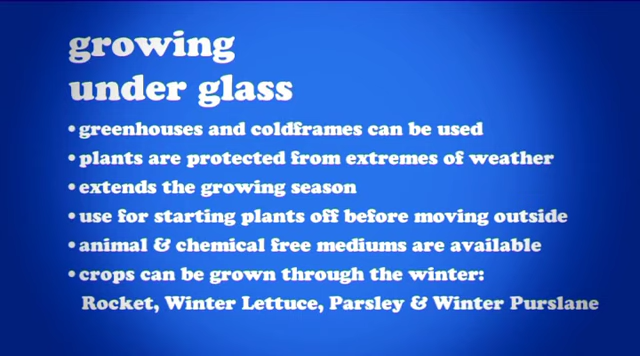 growing
under glass
•greenhouses and coldframes can be used
•plants are protected from extremes of weather
•extends the growing season
•use for starting plants off before moving outside
•animal & chemical free mediums are available
•crops can be grown through the winter:
Rocket, Winter Lettuce, Parsley & Winter Purslane